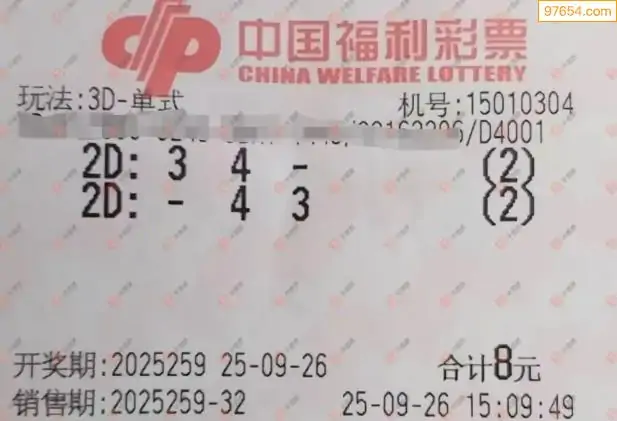 97654.com
中国福利彩票
CHINA WELFARE LOTTERY
玩法:3D-单式 机号:15010304
/D4001
2D: 3 4 - (2)
2D: - 4 3 (2)
开奖期:2025259 25-09-26 合计8元
销售期:2025259-32 25-09-26 15:09:49